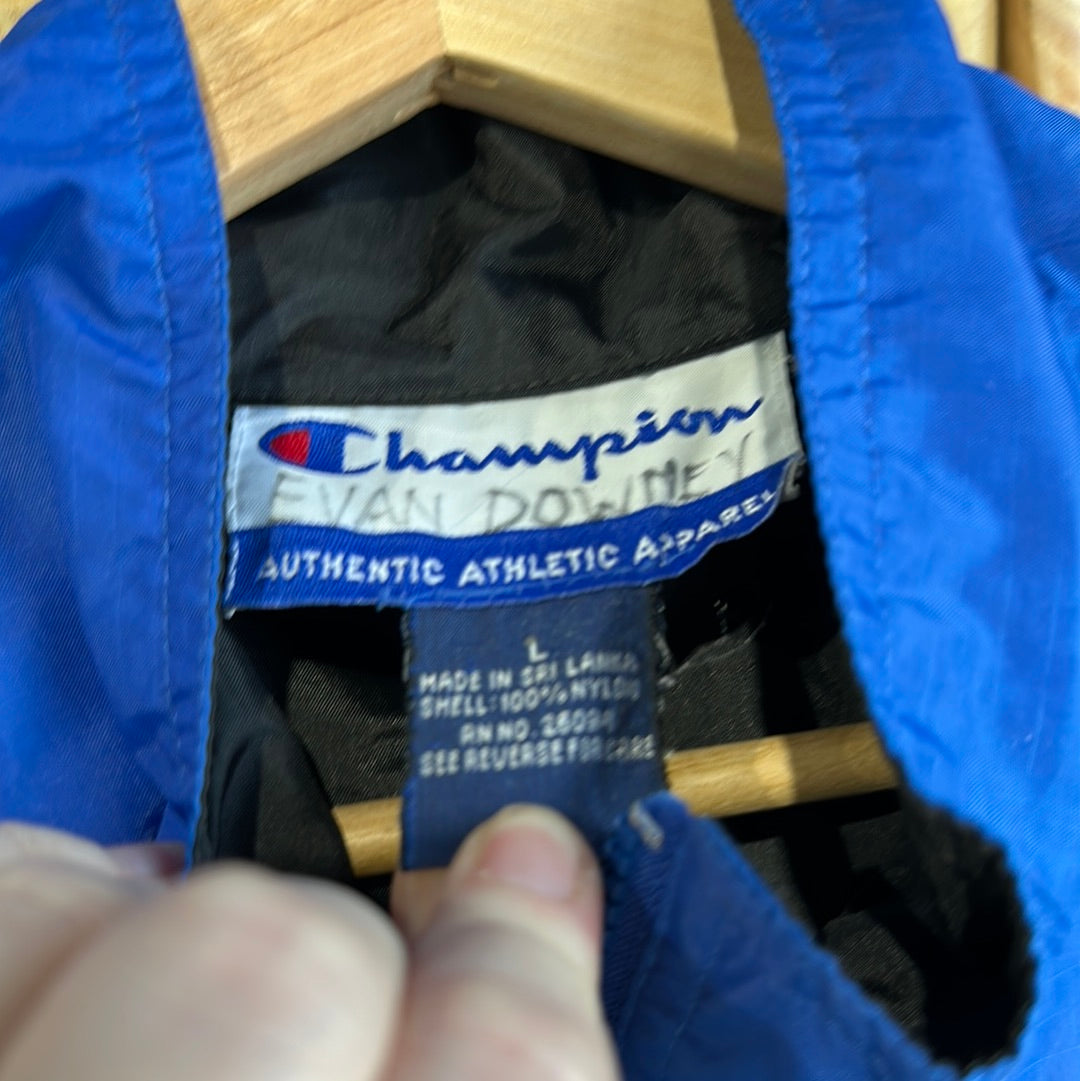 Champion
EVAN DOWNEY
AUTHENTIC ATHLETIC APPAREL
L
MADE IN SRI LANKA
SHELL: 100% NYLON
RN NO. 26094
SEE REVERSE FOR CARE